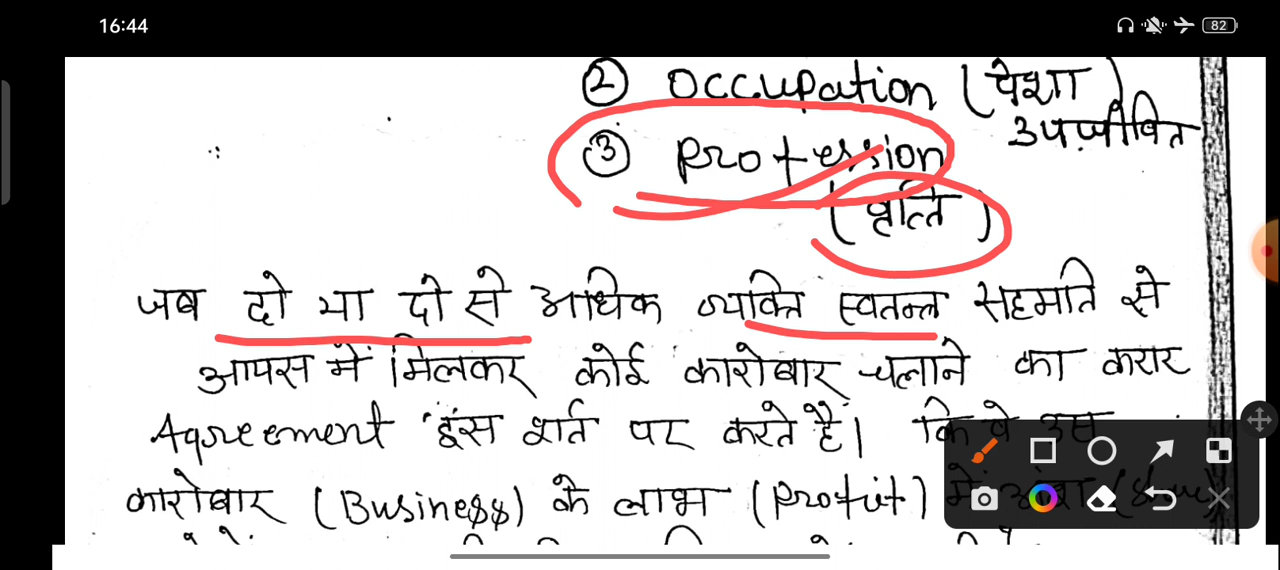 16:44
82
② Occupation (पेशा)
उपजीवित
③ Profession
(वृत्ति)
जब दो या दो से अधिक व्यक्ति स्वतन्त्र सहमति से
आपस में मिलकर कोई कारोबार चलाने का करार
Agreement इस शर्त पर करते है। कि वे उस
कारोबार (Business) के लाभ (Profit) में अंश (Share)